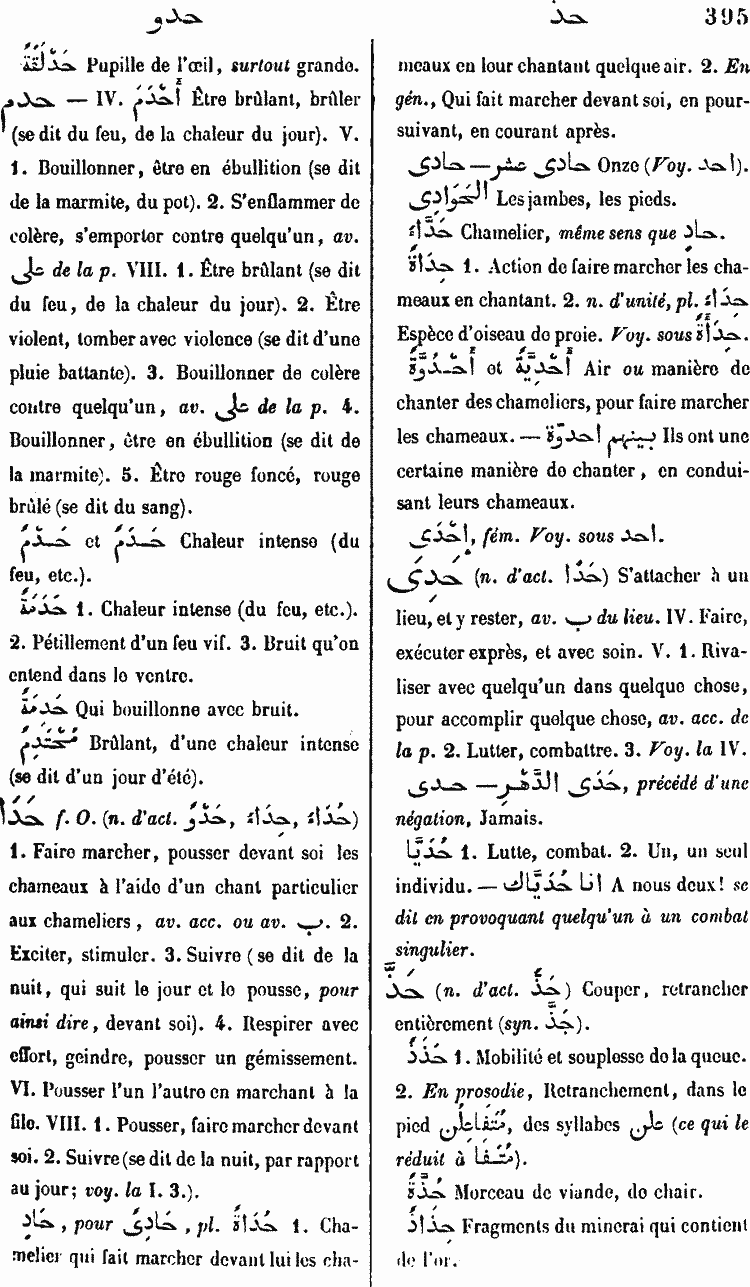 حدو
حذ
395
حَدْلَقَةٌ Pupille de l'œil, surtout grande.
حدم — IV. أَحْدَمَ Être brûlant, brûler
(se dit du feu, de la chaleur du jour). V.
1. Bouillonner, être en ébullition (se dit
de la marmite, du pot). 2. S'enflammer de
colère, s'emporter contre quelqu'un, av.
على de la p. VIII. 1. Être brûlant (se dit
du feu, de la chaleur du jour). 2. Être
violent, tomber avec violence (se dit d'une
pluie battante). 3. Bouillonner de colère
contre quelqu'un, av. على de la p. 4.
Bouillonner, être en ébullition (se dit de
la marmite). 5. Être rouge foncé, rouge
brûlé (se dit du sang).
حَدْمٌ et حَدَمٌ Chaleur intense (du
feu, etc.).
حَدَمَةٌ 1. Chaleur intense (du feu, etc.).
2. Pétillement d'un feu vif. 3. Bruit qu'on
entend dans le ventre.
حَدِمَةٌ Qui bouillonne avec bruit.
مُحْتَدِمٌ Brûlant, d'une chaleur intense
(se dit d'un jour d'été).
حَدَا f. O. (n. d'act. حَدْوٌ, حِدَاءٌ, حُدَاءٌ)
1. Faire marcher, pousser devant soi les
chameaux à l'aide d'un chant particulier
aux chameliers, av. acc. ou av. ب. 2.
Exciter, stimuler. 3. Suivre (se dit de la
nuit, qui suit le jour et le pousse, pour
ainsi dire, devant soi). 4. Respirer avec
effort, geindre, pousser un gémissement.
VI. Pousser l'un l'autre en marchant à la
file. VIII. 1. Pousser, faire marcher devant
soi. 2. Suivre (se dit de la nuit, par rapport
au jour; voy. la I. 3.).
حَادٍ, pour حَادِىٌ, pl. حُدَاةٌ 1. Cha-
melier qui fait marcher devant lui les cha-
meaux en leur chantant quelque air. 2. En
gén., Qui fait marcher devant soi, en pour-
suivant, en courant après.
حادى — حادى عشر Onze (Voy. احد).
اَلْحَوَادِى Les jambes, les pieds.
حَدَّاءٌ Chamelier, même sens que حادٍ.
حِدَاةٌ 1. Action de faire marcher les cha-
meaux en chantant. 2. n. d'unité, pl. حداءٌ
Espèce d'oiseau de proie. Voy. sous حِدَأَةٌ.
أُحْدُوَّةٌ et أُحْدِيَّةٌ Air ou manière de
chanter des chameliers, pour faire marcher
les chameaux. — بينهم احدوّة Ils ont une
certaine manière de chanter, en condui-
sant leurs chameaux.
إِحْدَى, fém. Voy. sous احد.
حَدِىَ (n. d'act. حَدًا) S'attacher à un
lieu, et y rester, av. ب du lieu. IV. Faire,
exécuter exprès, et avec soin. V. 1. Riva-
liser avec quelqu'un dans quelque chose,
pour accomplir quelque chose, av. acc. de
la p. 2. Lutter, combattre. 3. Voy. la IV.
حدى — حَدَى الدَّهْرِ, précédé d'une
négation, Jamais.
حُدَيَّا 1. Lutte, combat. 2. Un, un seul
individu. — انا حُدَيَّاك A nous deux! se
dit en provoquant quelqu'un à un combat
singulier.
حَذَّ (n. d'act. حَذٌّ) Couper, retrancher
entièrement (syn. جَذَّ).
حَذَذٌ 1. Mobilité et souplesse de la queue.
2. En prosodie, Retranchement, dans le
pied مُتَفَاعِلُن, des syllabes علن (ce qui le
réduit à مُتَفَا).
حُذَّةٌ Morceau de viande, de chair.
حذاذٌ Fragments du minerai qui contient
de l'or.